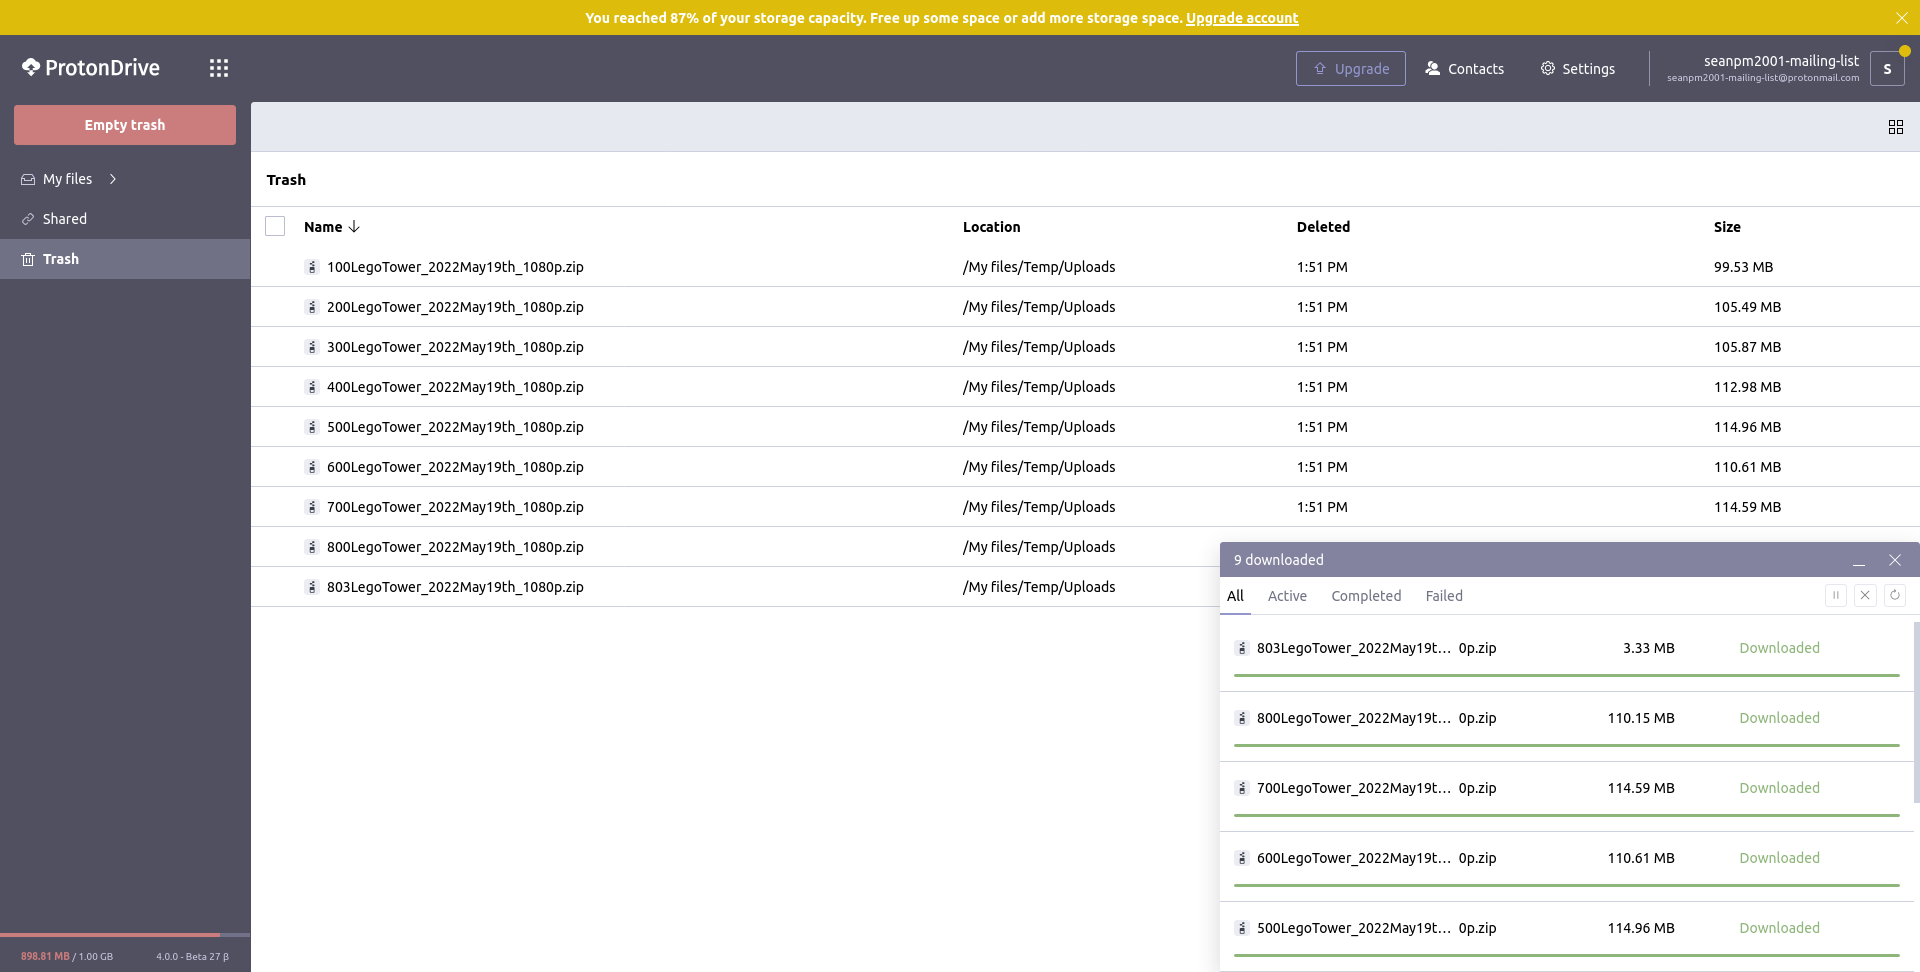 You reached 87% of your storage capacity. Free up some space or add more storage space. Upgrade account
ProtonDrive
Upgrade
Contacts
Settings
seanpm2001-mailing-list
seanpm2001-mailing-list@protonmail.com
S
Empty trash
My files
Shared
Trash
898.81 MB / 1.00 GB
4.0.0 - Beta 27 β
Trash
Name Location Deleted Size
100LegoTower_2022May19th_1080p.zip /My files/Temp/Uploads 1:51 PM 99.53 MB
200LegoTower_2022May19th_1080p.zip /My files/Temp/Uploads 1:51 PM 105.49 MB
300LegoTower_2022May19th_1080p.zip /My files/Temp/Uploads 1:51 PM 105.87 MB
400LegoTower_2022May19th_1080p.zip /My files/Temp/Uploads 1:51 PM 112.98 MB
500LegoTower_2022May19th_1080p.zip /My files/Temp/Uploads 1:51 PM 114.96 MB
600LegoTower_2022May19th_1080p.zip /My files/Temp/Uploads 1:51 PM 110.61 MB
700LegoTower_2022May19th_1080p.zip /My files/Temp/Uploads 1:51 PM 114.59 MB
800LegoTower_2022May19th_1080p.zip /My files/Temp/Uploads
803LegoTower_2022May19th_1080p.zip /My files/Temp/Uploads
9 downloaded
All Active Completed Failed
803LegoTower_2022May19t… 0p.zip 3.33 MB Downloaded
800LegoTower_2022May19t… 0p.zip 110.15 MB Downloaded
700LegoTower_2022May19t… 0p.zip 114.59 MB Downloaded
600LegoTower_2022May19t… 0p.zip 110.61 MB Downloaded
500LegoTower_2022May19t… 0p.zip 114.96 MB Downloaded